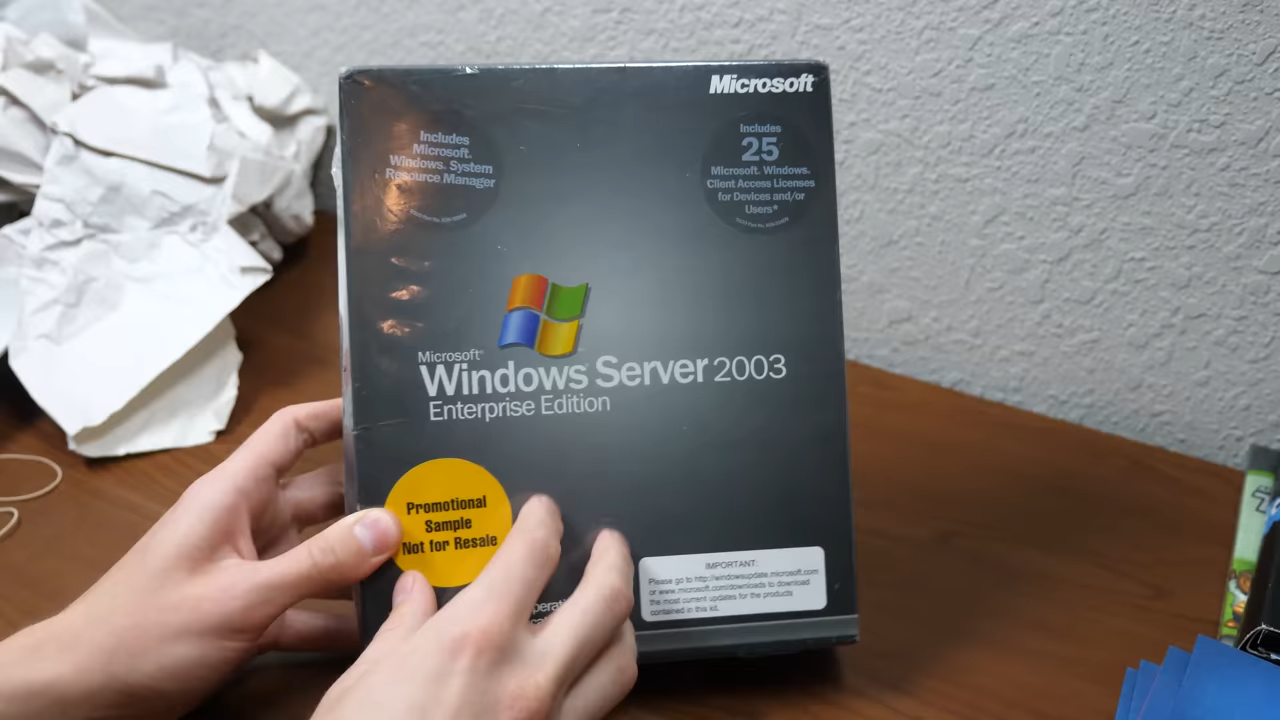 Microsoft
Includes
Microsoft®
Windows® System
Resource Manager
Includes
25
Microsoft® Windows®
Client Access Licenses
for Devices and/or
Users*
Microsoft®
Windows Server 2003
Enterprise Edition
Promotional
Sample
Not for Resale
IMPORTANT:
Please go to http://windowsupdate.microsoft.com
or www.microsoft.com/downloads to download
the most current updates for the products
contained in this kit.